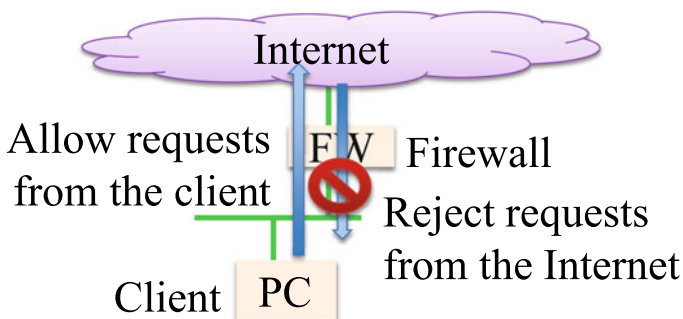 Internet
Allow requests
from the client
FW
Firewall
Reject requests
from the Internet
Client
PC